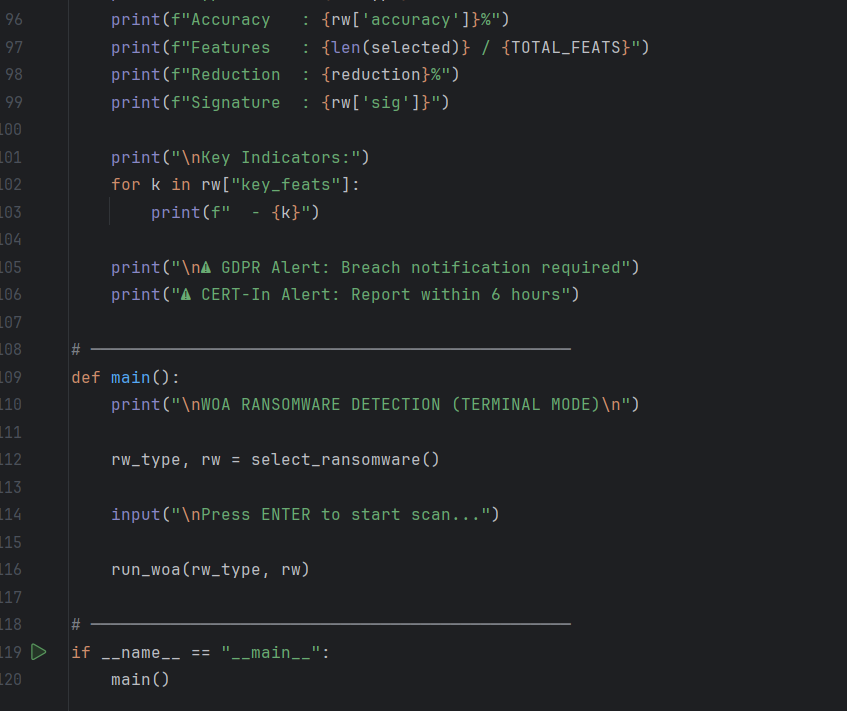 96 print(f"Accuracy   : {rw['accuracy']}%")
97 print(f"Features   : {len(selected)} / {TOTAL_FEATS}")
98 print(f"Reduction  : {reduction}%")
99 print(f"Signature  : {rw['sig']}")
100
101 print("\nKey Indicators:")
102 for k in rw["key_feats"]:
103 print(f"  - {k}")
104
105 print("\n⚠ GDPR Alert: Breach notification required")
106 print("⚠ CERT-In Alert: Report within 6 hours")
107
108 # ────────────────────────────────────────────────
109 def main():
110 print("\nWOA RANSOMWARE DETECTION (TERMINAL MODE)\n")
111
112 rw_type, rw = select_ransomware()
113
114 input("\nPress ENTER to start scan...")
115
116 run_woa(rw_type, rw)
117
118 # ────────────────────────────────────────────────
119 if __name__ == "__main__":
120 main()